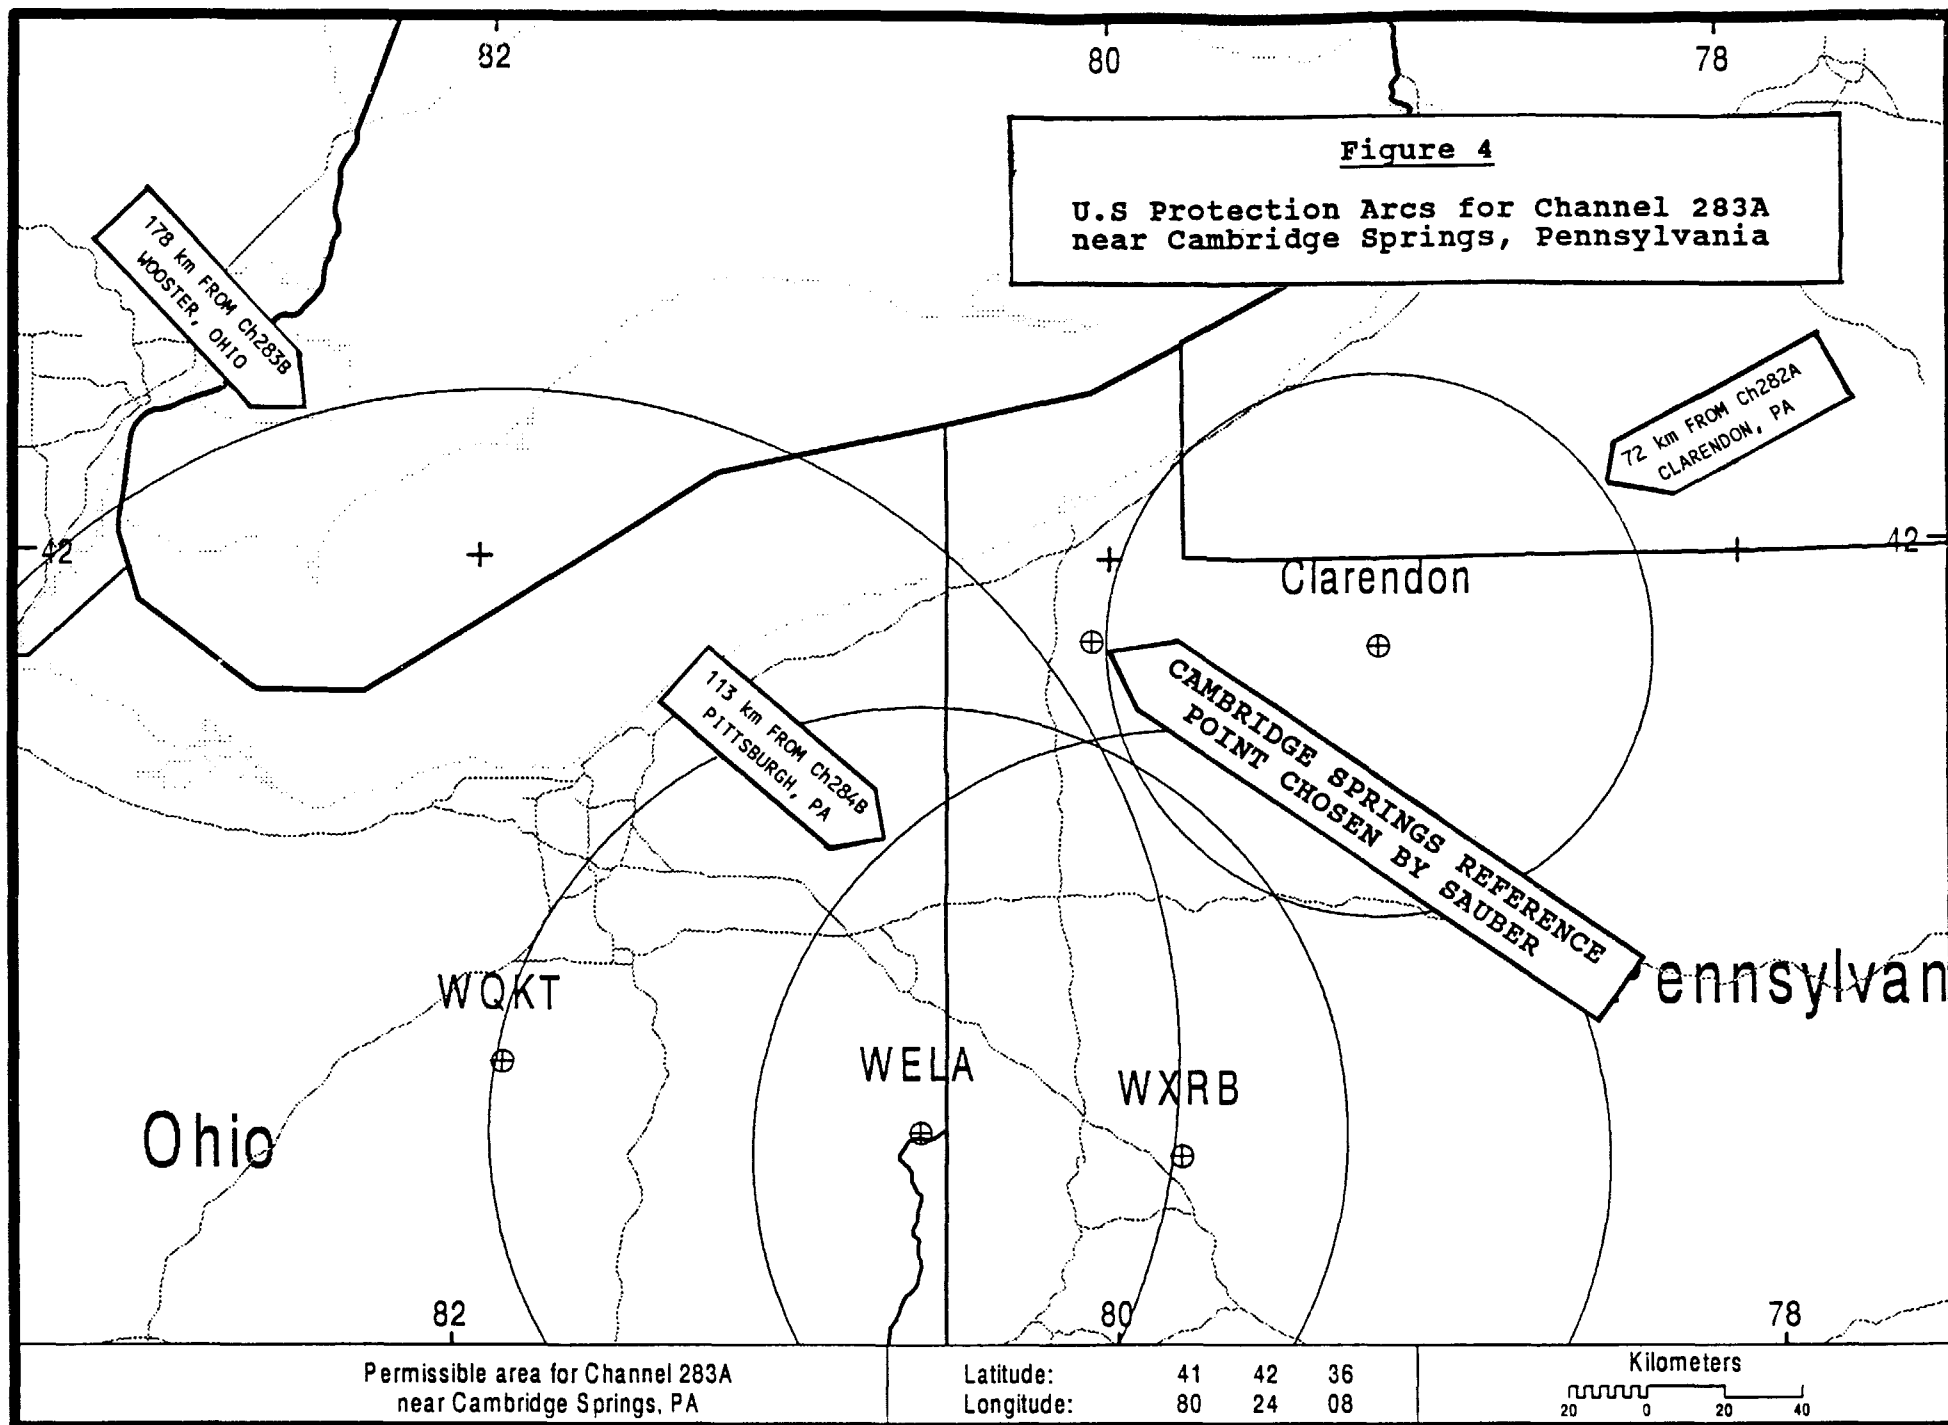 82
80
78
Figure 4
U.S Protection Arcs for Channel 283A
near Cambridge Springs, Pennsylvania
178 km FROM Ch283B
WOOSTER, OHIO
72 km FROM Ch282A
CLARENDON, PA
42
42
Clarendon
113 km FROM Ch284B
PITTSBURGH, PA
CAMBRIDGE SPRINGS REFERENCE
POINT CHOSEN BY SAUBER
WQKT
ennsylvan
WELA
WXRB
Ohio
82
80
78
Permissible area for Channel 283A
near Cambridge Springs, PA
Latitude: 41 42 36
Longitude: 80 24 08
Kilometers
20 0 20 40